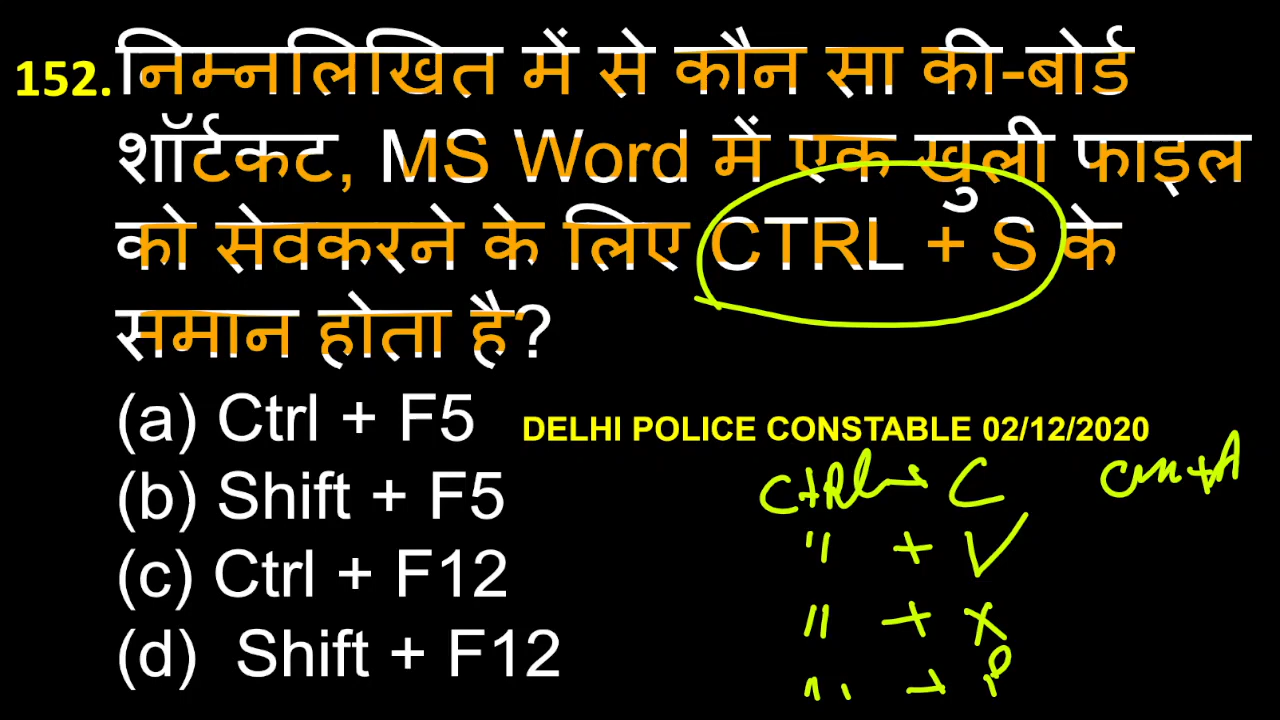 152. निम्नलिखित में से कौन सा की-बोर्ड
शॉर्टकट, MS Word में एक खुली फाइल
को सेवकरने के लिए CTRL + S के
समान होता है?
(a) Ctrl + F5
DELHI POLICE CONSTABLE 02/12/2020
(b) Shift + F5
(c) Ctrl + F12
(d) Shift + F12
CtRL + C
" + V
" + X
" + P